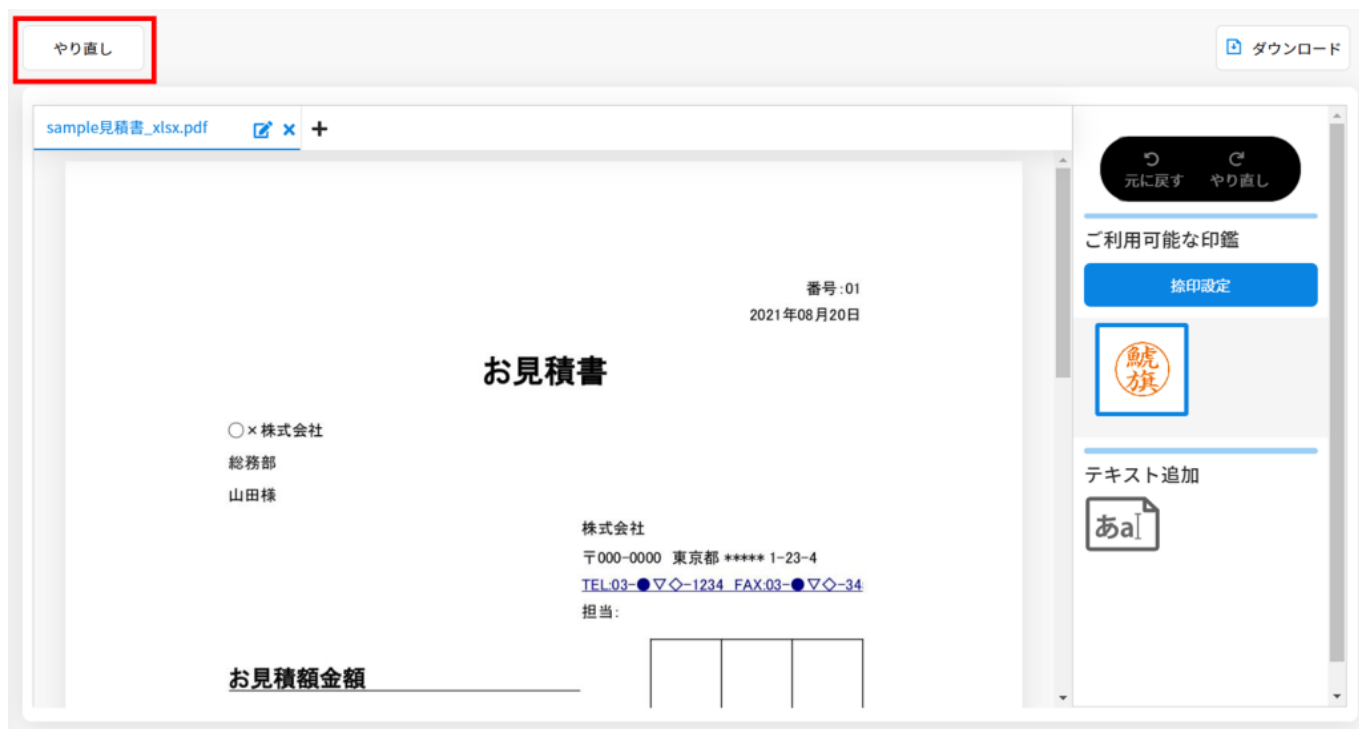 やり直し
ダウンロード
sample見積書_xlsx.pdf
元に戻す やり直し
ご利用可能な印鑑
捺印設定
鯱旗
テキスト追加
あa
番号:01
2021年08月20日
お見積書
〇×株式会社
総務部
山田様
株式会社
〒000-0000 東京都 ***** 1-23-4
TEL:03-●▽◇-1234 FAX:03-●▽◇-34
担当:
お見積額金額